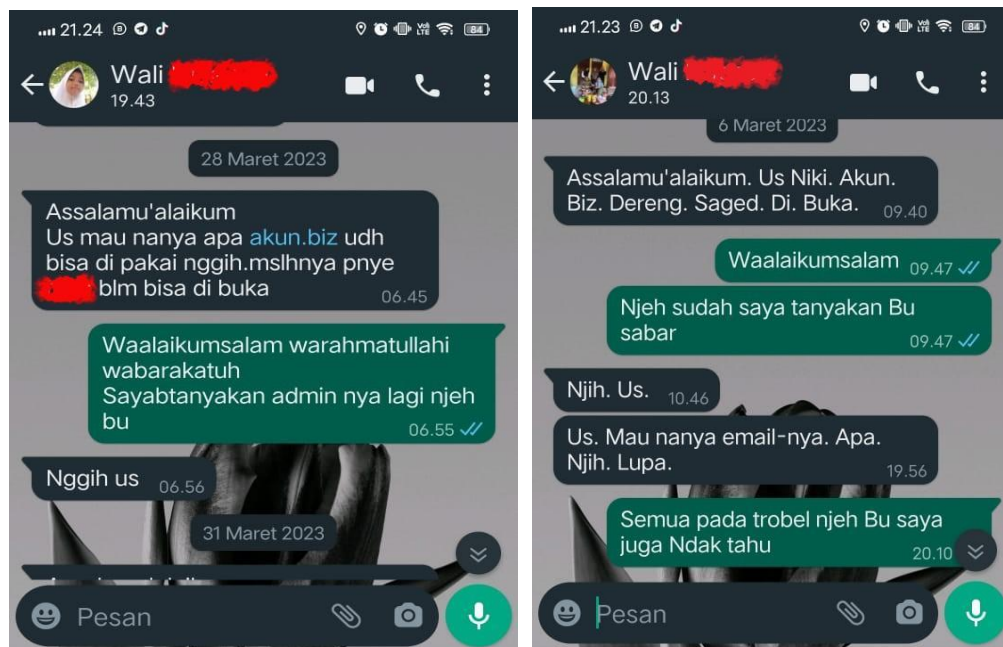 21.24
84
Wali
19.43
28 Maret 2023
Assalamu'alaikum
Us mau nanya apa akun.biz udh
bisa di pakai nggih.mslhnya pnye
blm bisa di buka
06.45
Waalaikumsalam warahmatullahi
wabarakatuh
Sayabtanyakan admin nya lagi njeh
bu
06.55
Nggih us
06.56
31 Maret 2023
Pesan
21.23
84
Wali
20.13
6 Maret 2023
Assalamu'alaikum. Us Niki. Akun.
Biz. Dereng. Saged. Di. Buka.
09.40
Waalaikumsalam
09.47
Njeh sudah saya tanyakan Bu
sabar
09.47
Njih. Us.
10.46
Us. Mau nanya email-nya. Apa.
Njih. Lupa.
19.56
Semua pada trobel njeh Bu saya
juga Ndak tahu
20.10
Pesan